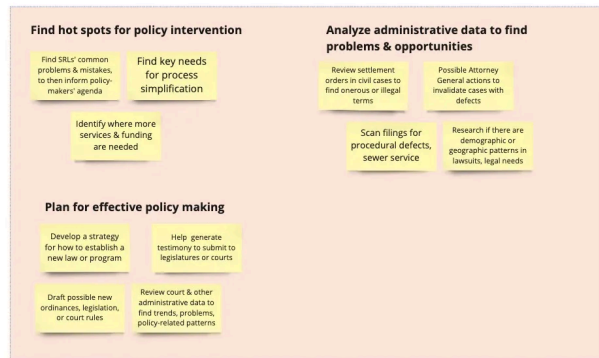 Find hot spots for policy intervention
Find SRLs' common
problems & mistakes,
to then inform policy-
makers' agenda
Find key needs
for process
simplification
Identify where more
services & funding
are needed
Analyze administrative data to find
problems & opportunities
Review settlement
orders in civil cases to
find onerous or illegal
terms
Possible Attorney
General actions to
invalidate cases with
defects
Scan filings for
procedural defects,
sewer service
Research if there are
demographic or
geographic patterns in
lawsuits, legal needs
Plan for effective policy making
Develop a strategy
for how to establish a
new law or program
Help generate
testimony to submit to
legislatures or courts
Draft possible new
ordinances, legislation,
or court rules
Review court & other
administrative data to
find trends, problems,
policy-related patterns